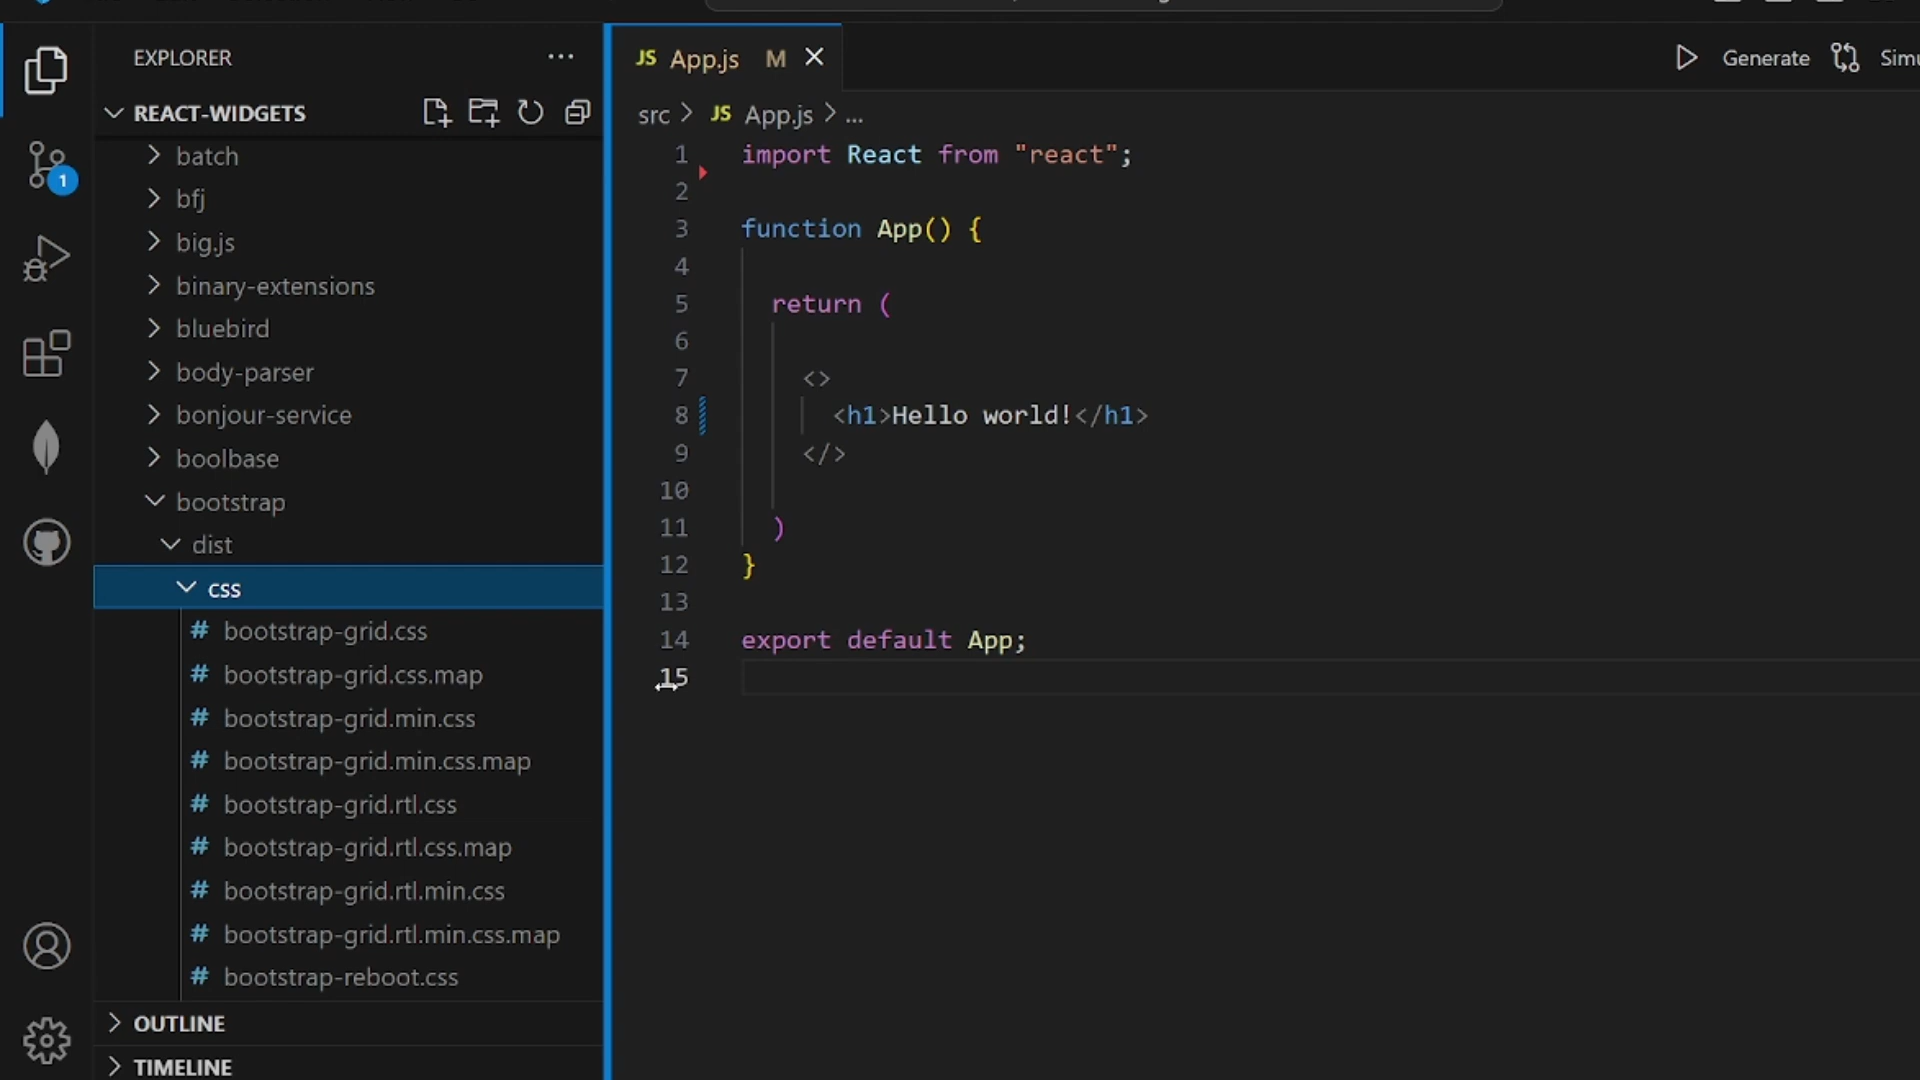 EXPLORER
REACT-WIDGETS
batch
bfj
big.js
binary-extensions
bluebird
body-parser
bonjour-service
boolbase
bootstrap
dist
css
# bootstrap-grid.css
# bootstrap-grid.css.map
# bootstrap-grid.min.css
# bootstrap-grid.min.css.map
# bootstrap-grid.rtl.css
# bootstrap-grid.rtl.css.map
# bootstrap-grid.rtl.min.css
# bootstrap-grid.rtl.min.css.map
# bootstrap-reboot.css
OUTLINE
TIMELINE
1
JS App.js M
Generate Simu
src > JS App.js > ...
1 import React from "react";
2
3 function App() {
4
5 return (
6
7 <>
8 <h1>Hello world!</h1>
9 </>
10
11 )
12 }
13
14 export default App;
15